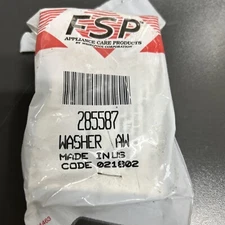 FSP
APPLIANCE CARE PRODUCTS
285587
WASHER AW
MADE IN US
CODE 021802